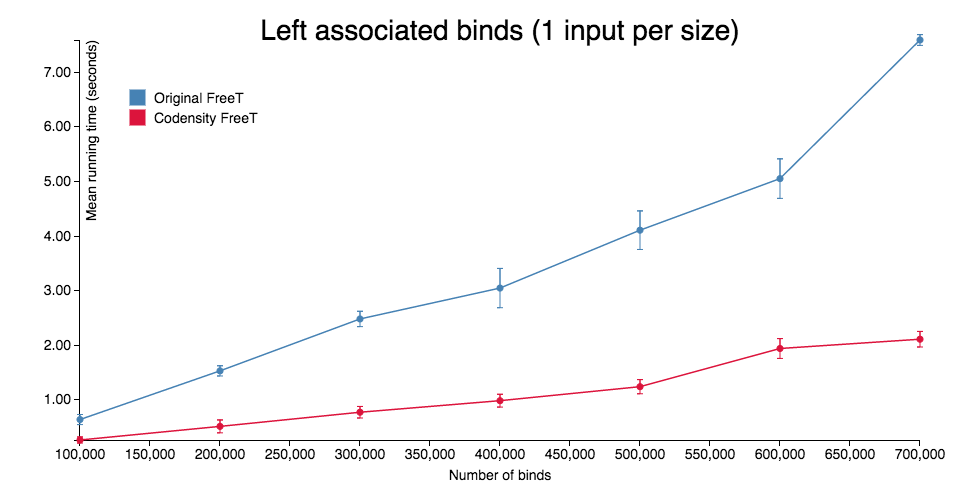 Left associated binds (1 input per size)
Mean running time (seconds)
7.00
6.00
5.00
4.00
3.00
2.00
1.00
Original FreeT
Codensity FreeT
100,000 150,000 200,000 250,000 300,000 350,000 400,000 450,000 500,000 550,000 600,000 650,000 700,000
Number of binds